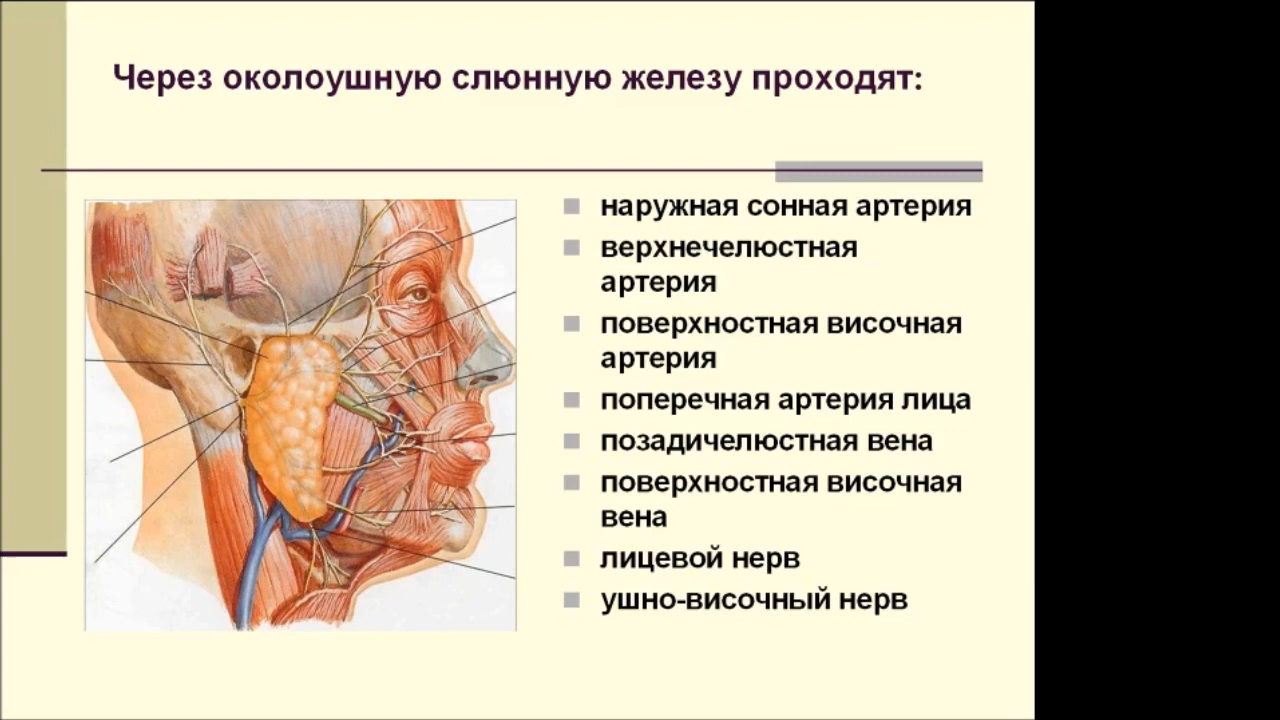 Через околоушную слюнную железу проходят:
наружная сонная артерия
верхнечелюстная
артерия
поверхностная височная
артерия
поперечная артерия лица
позадичелюстная вена
поверхностная височная
вена
лицевой нерв
ушно-височный нерв